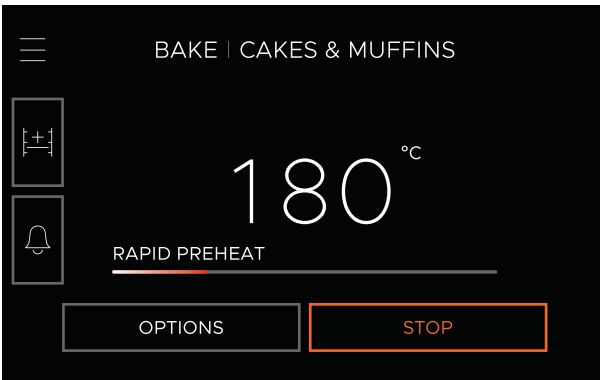 BAKE | CAKES & MUFFINS
180 °C
RAPID PREHEAT
OPTIONS
STOP